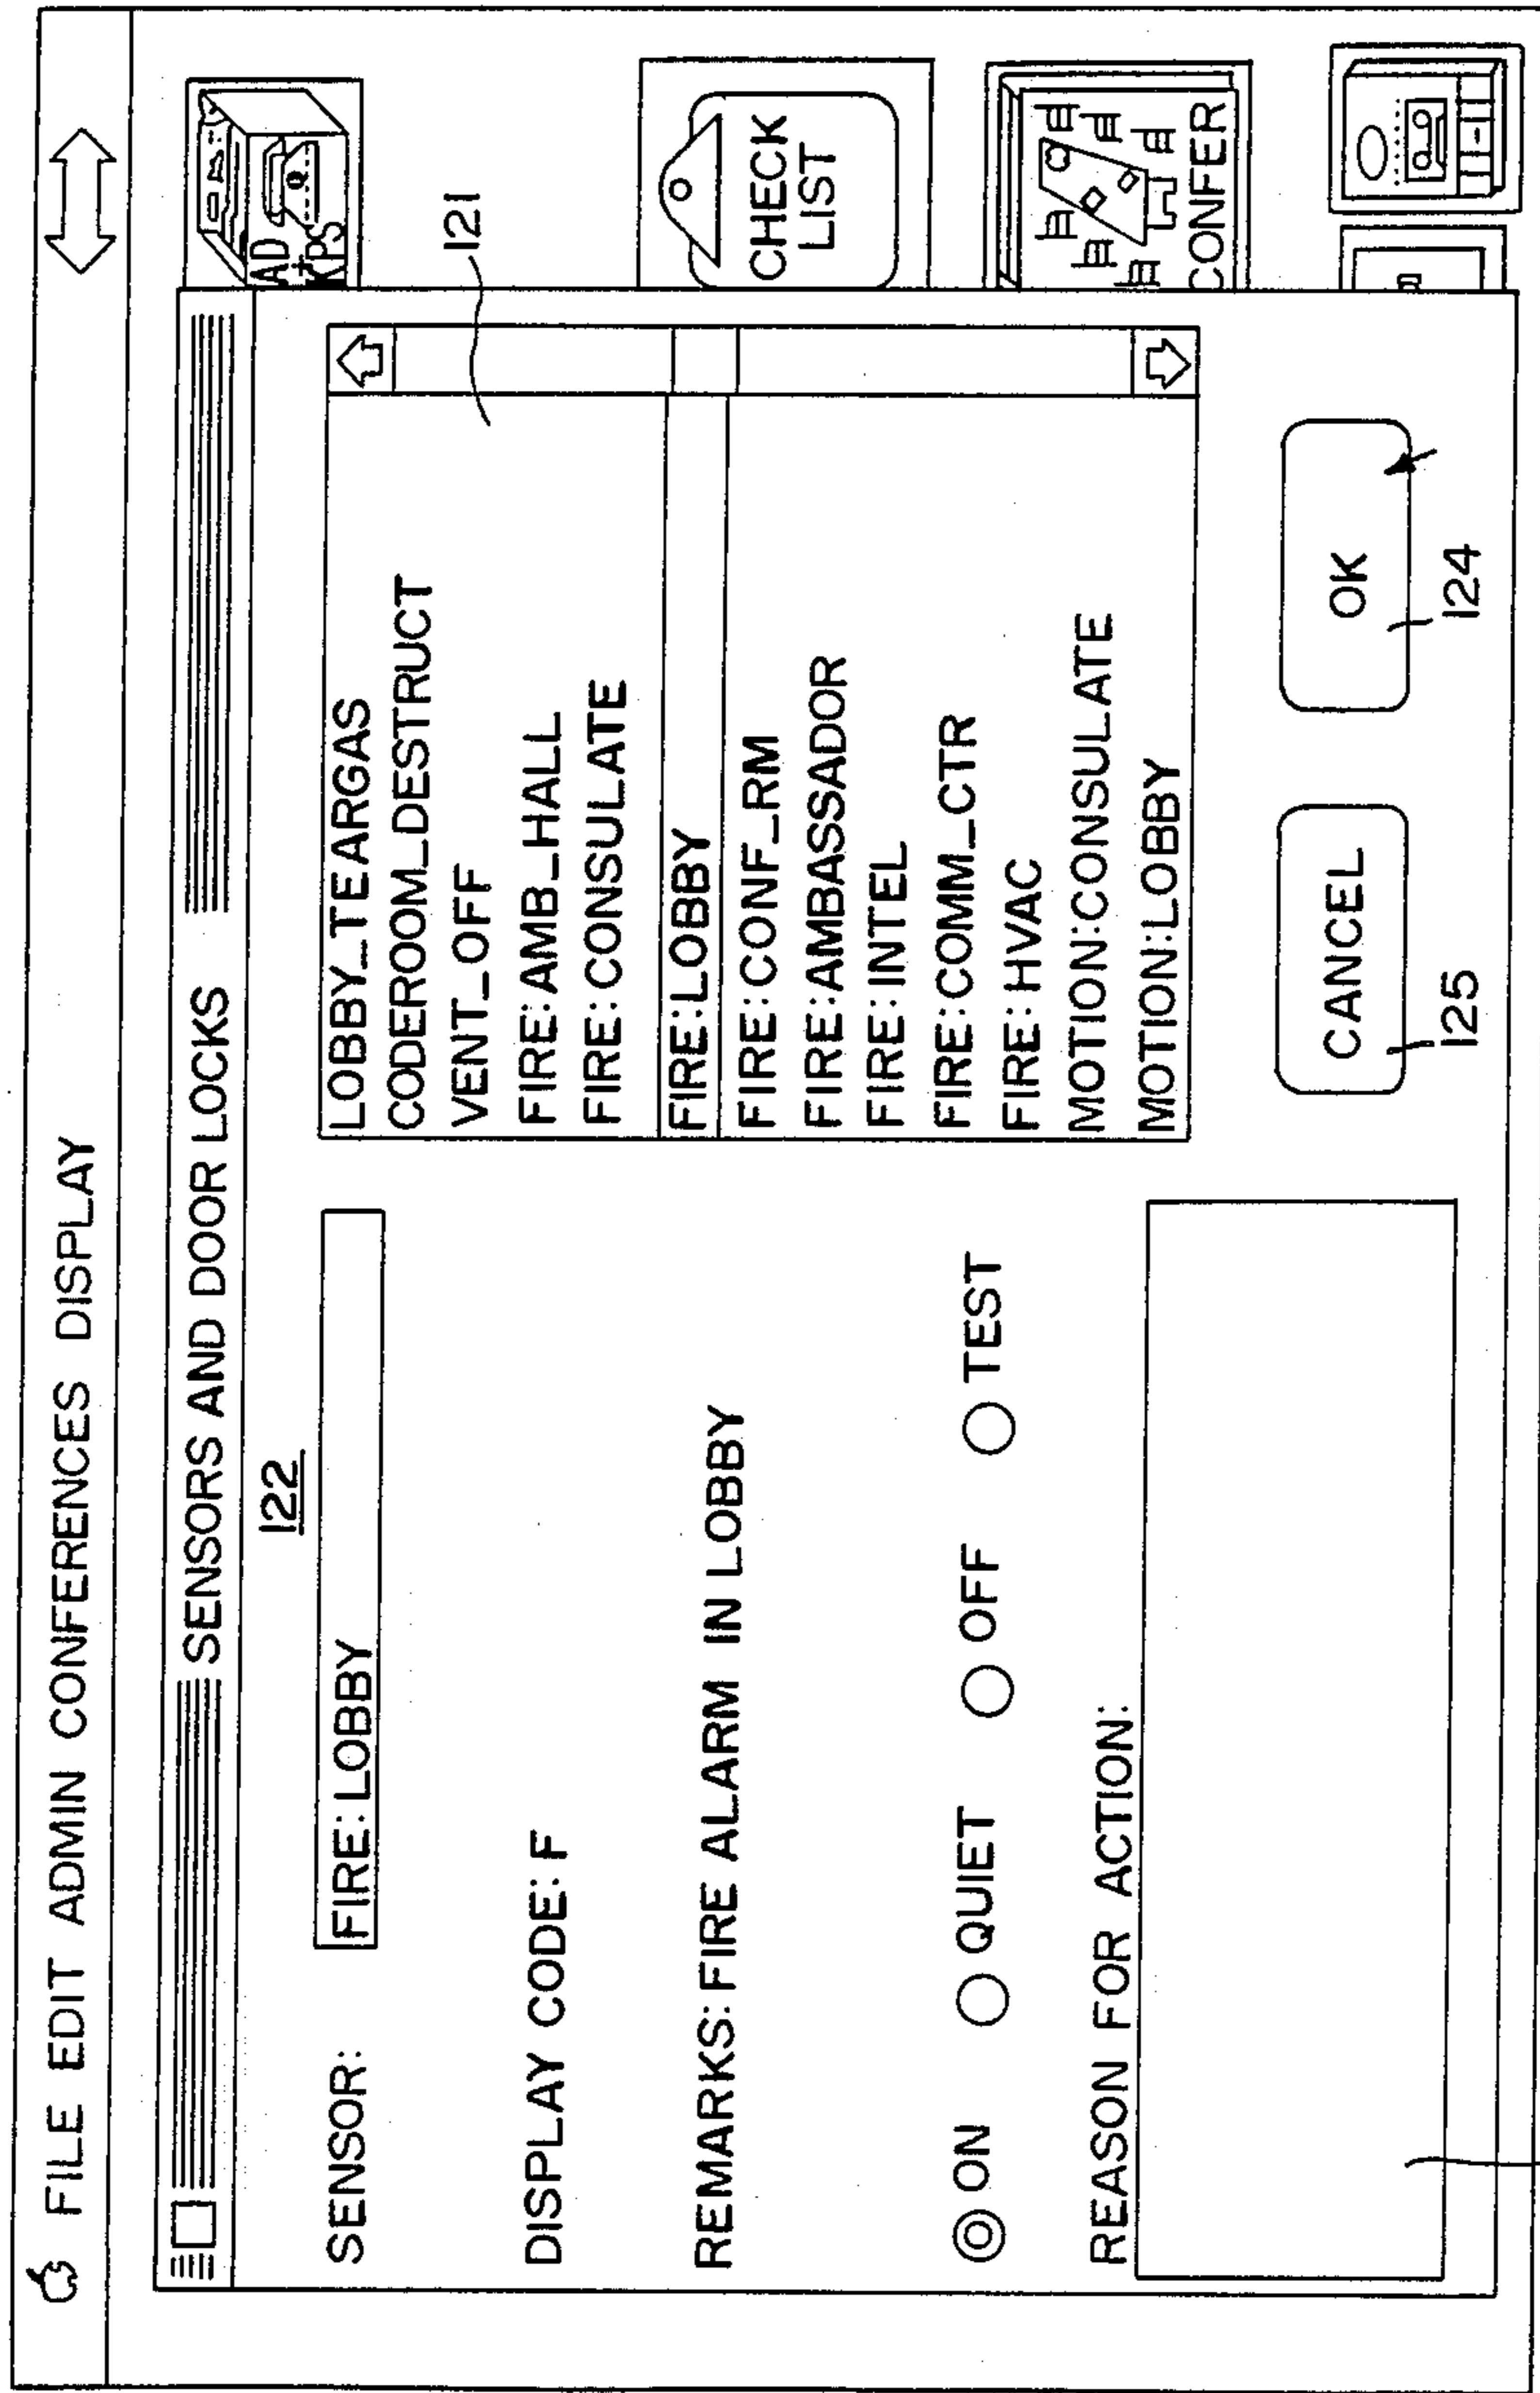 FILE EDIT ADMIN CONFERENCES DISPLAY
SENSORS AND DOOR LOCKS
122
SENSOR: FIRE:LOBBY
DISPLAY CODE: F
REMARKS: FIRE ALARM IN LOBBY
ON QUIET OFF TEST
REASON FOR ACTION:
LOBBY_TEARGAS
CODEROOM_DESTRUCT
VENT_OFF
FIRE:AMB_HALL
FIRE:CONSULATE
FIRE:LOBBY
FIRE:CONF_RM
FIRE:AMBASSADOR
FIRE:INTEL
FIRE:COMM_CTR
FIRE:HVAC
MOTION:CONSULATE
MOTION:LOBBY
121
CANCEL
125
OK
124
AD
KPS
CHECK
LIST
CONFER